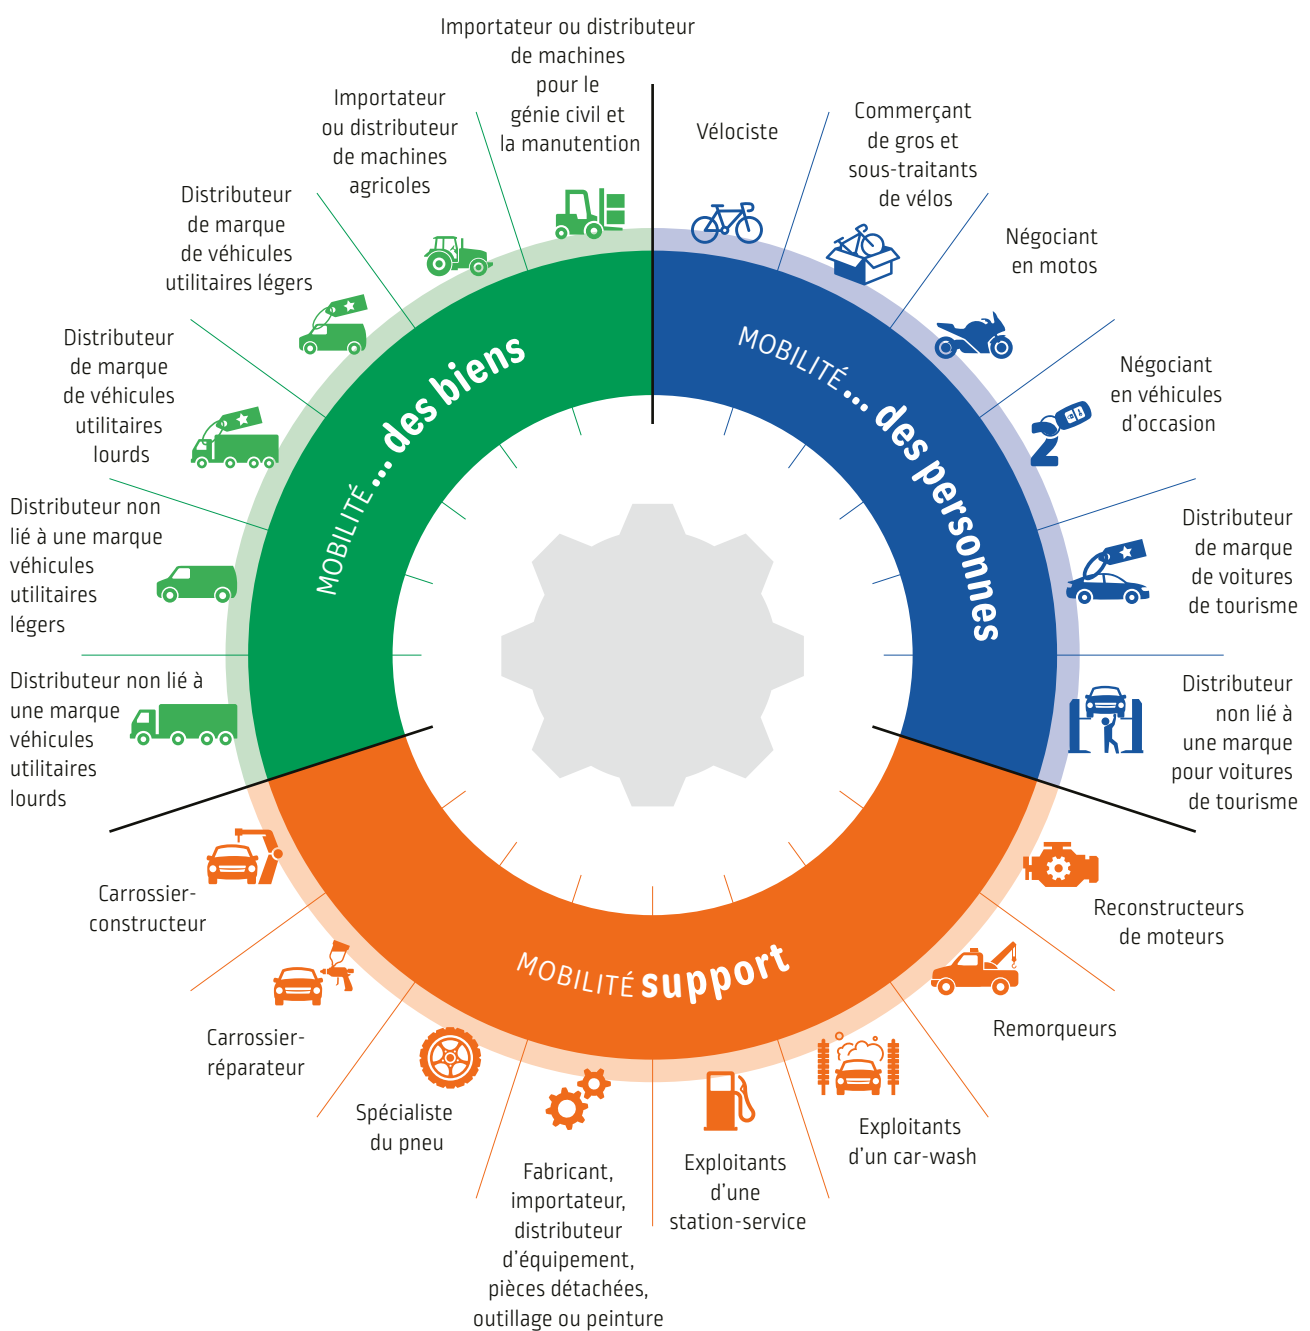 Importateur ou distributeur
de machines
pour le
génie civil et
la manutention
Vélociste
Commerçant
de gros et
sous-traitants
de vélos
Négociant
en motos
Négociant
en véhicules
d'occasion
Distributeur
de marque
de voitures
de tourisme
Distributeur
non lié à
une marque
pour voitures
de tourisme
Reconstructeurs
de moteurs
Remorqueurs
Exploitants
d'un car-wash
Exploitants
d'une
station-service
Fabricant,
importateur,
distributeur
d'équipement,
pièces détachées,
outillage ou peinture
Spécialiste
du pneu
Carrossier-
réparateur
Carrossier-
constructeur
Distributeur non lié à
une marque
véhicules
utilitaires
lourds
Distributeur non
lié à une marque
véhicules
utilitaires
légers
Distributeur
de marque
de véhicules
utilitaires
lourds
Distributeur
de marque
de véhicules
utilitaires légers
Importateur
ou distributeur
de machines
agricoles
MOBILITÉ... des biens
MOBILITÉ... des personnes
MOBILITÉ support
2